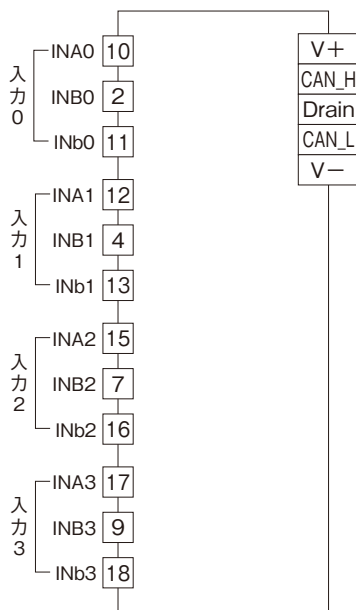 入力0
INA0 10
INB0 2
INb0 11
入力1
INA1 12
INB1 4
INb1 13
入力2
INA2 15
INB2 7
INb2 16
入力3
INA3 17
INB3 9
INb3 18
V+
CAN_H
Drain
CAN_L
V−